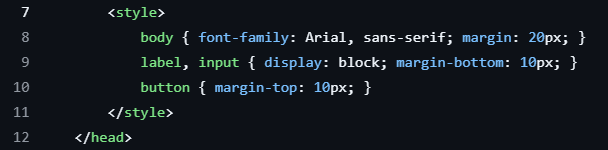 7 <style>
8 body { font-family: Arial, sans-serif; margin: 20px; }
9 label, input { display: block; margin-bottom: 10px; }
10 button { margin-top: 10px; }
11 </style>
12 </head>